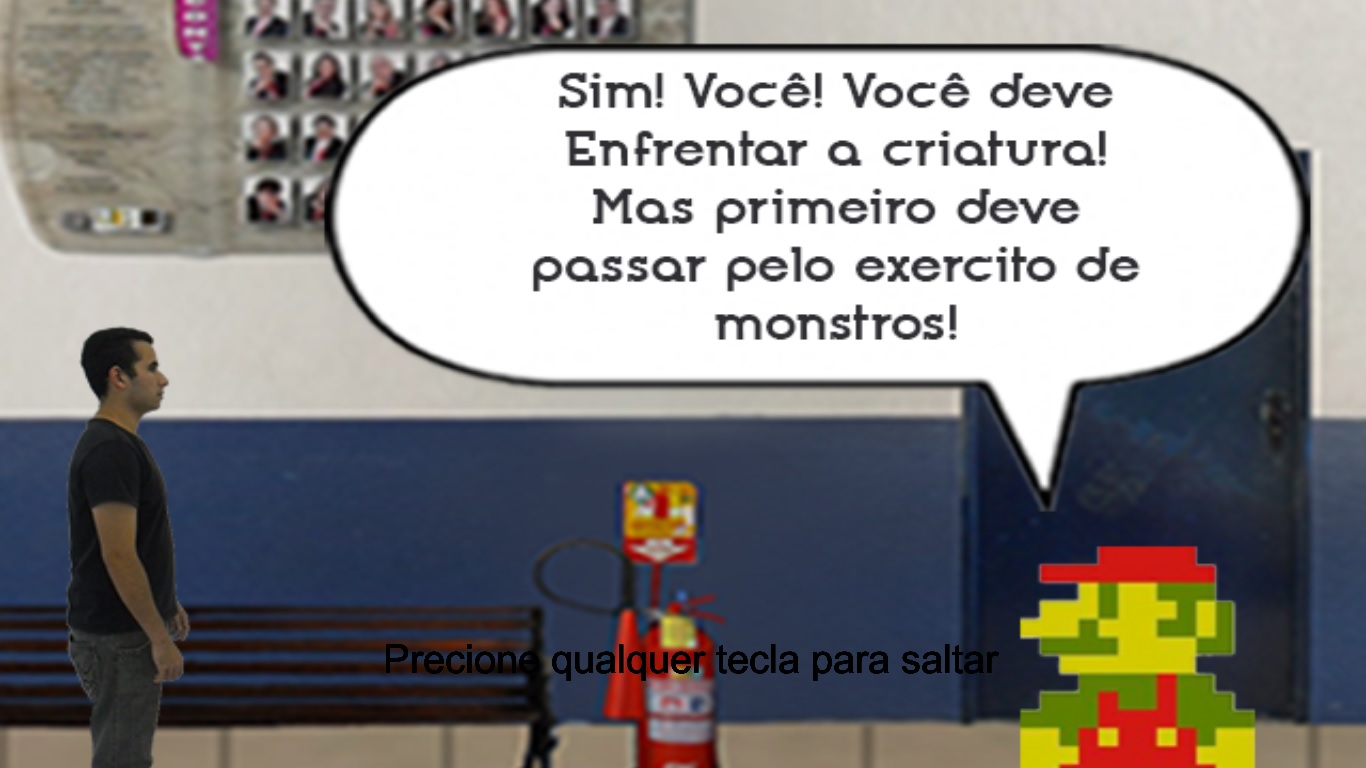 Sim! Você! Você deve
Enfrentar a criatura!
Mas primeiro deve
passar pelo exercito de
monstros!
Precione qualquer tecla para saltar